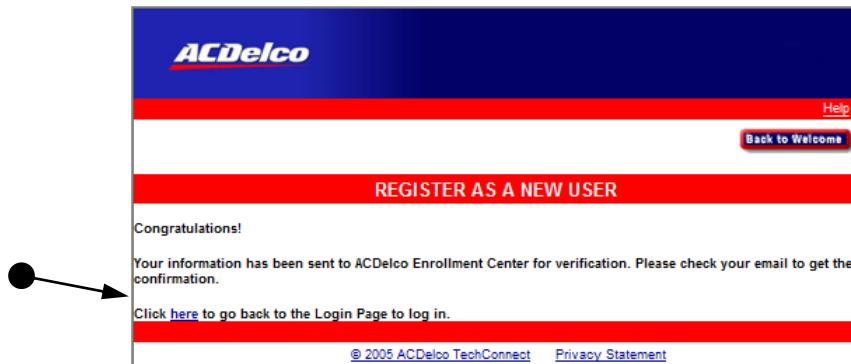 ACDelco
Help
Back to Welcome
REGISTER AS A NEW USER
Congratulations!
Your information has been sent to ACDelco Enrollment Center for verification. Please check your email to get the
confirmation.
Click here to go back to the Login Page to log in.
© 2005 ACDelco TechConnect Privacy Statement